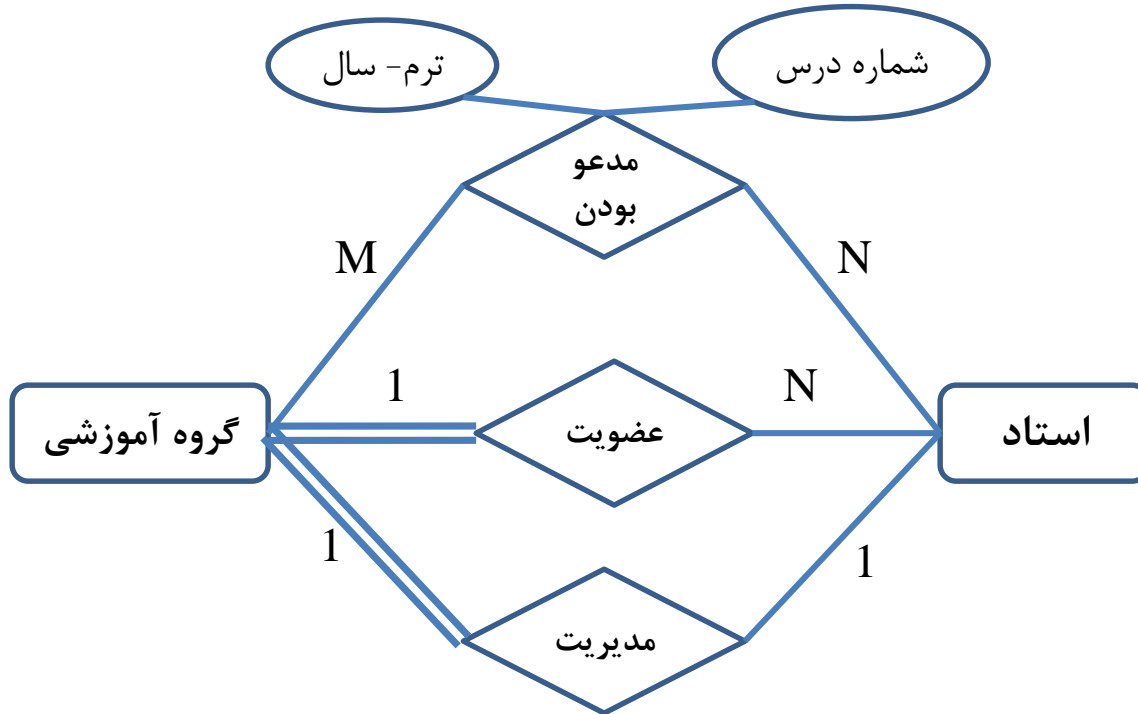 شماره درس
ترم- سال
مدعو
بودن
M
N
1
N
گروه آموزشی
عضویت
استاد
1
1
مدیریت